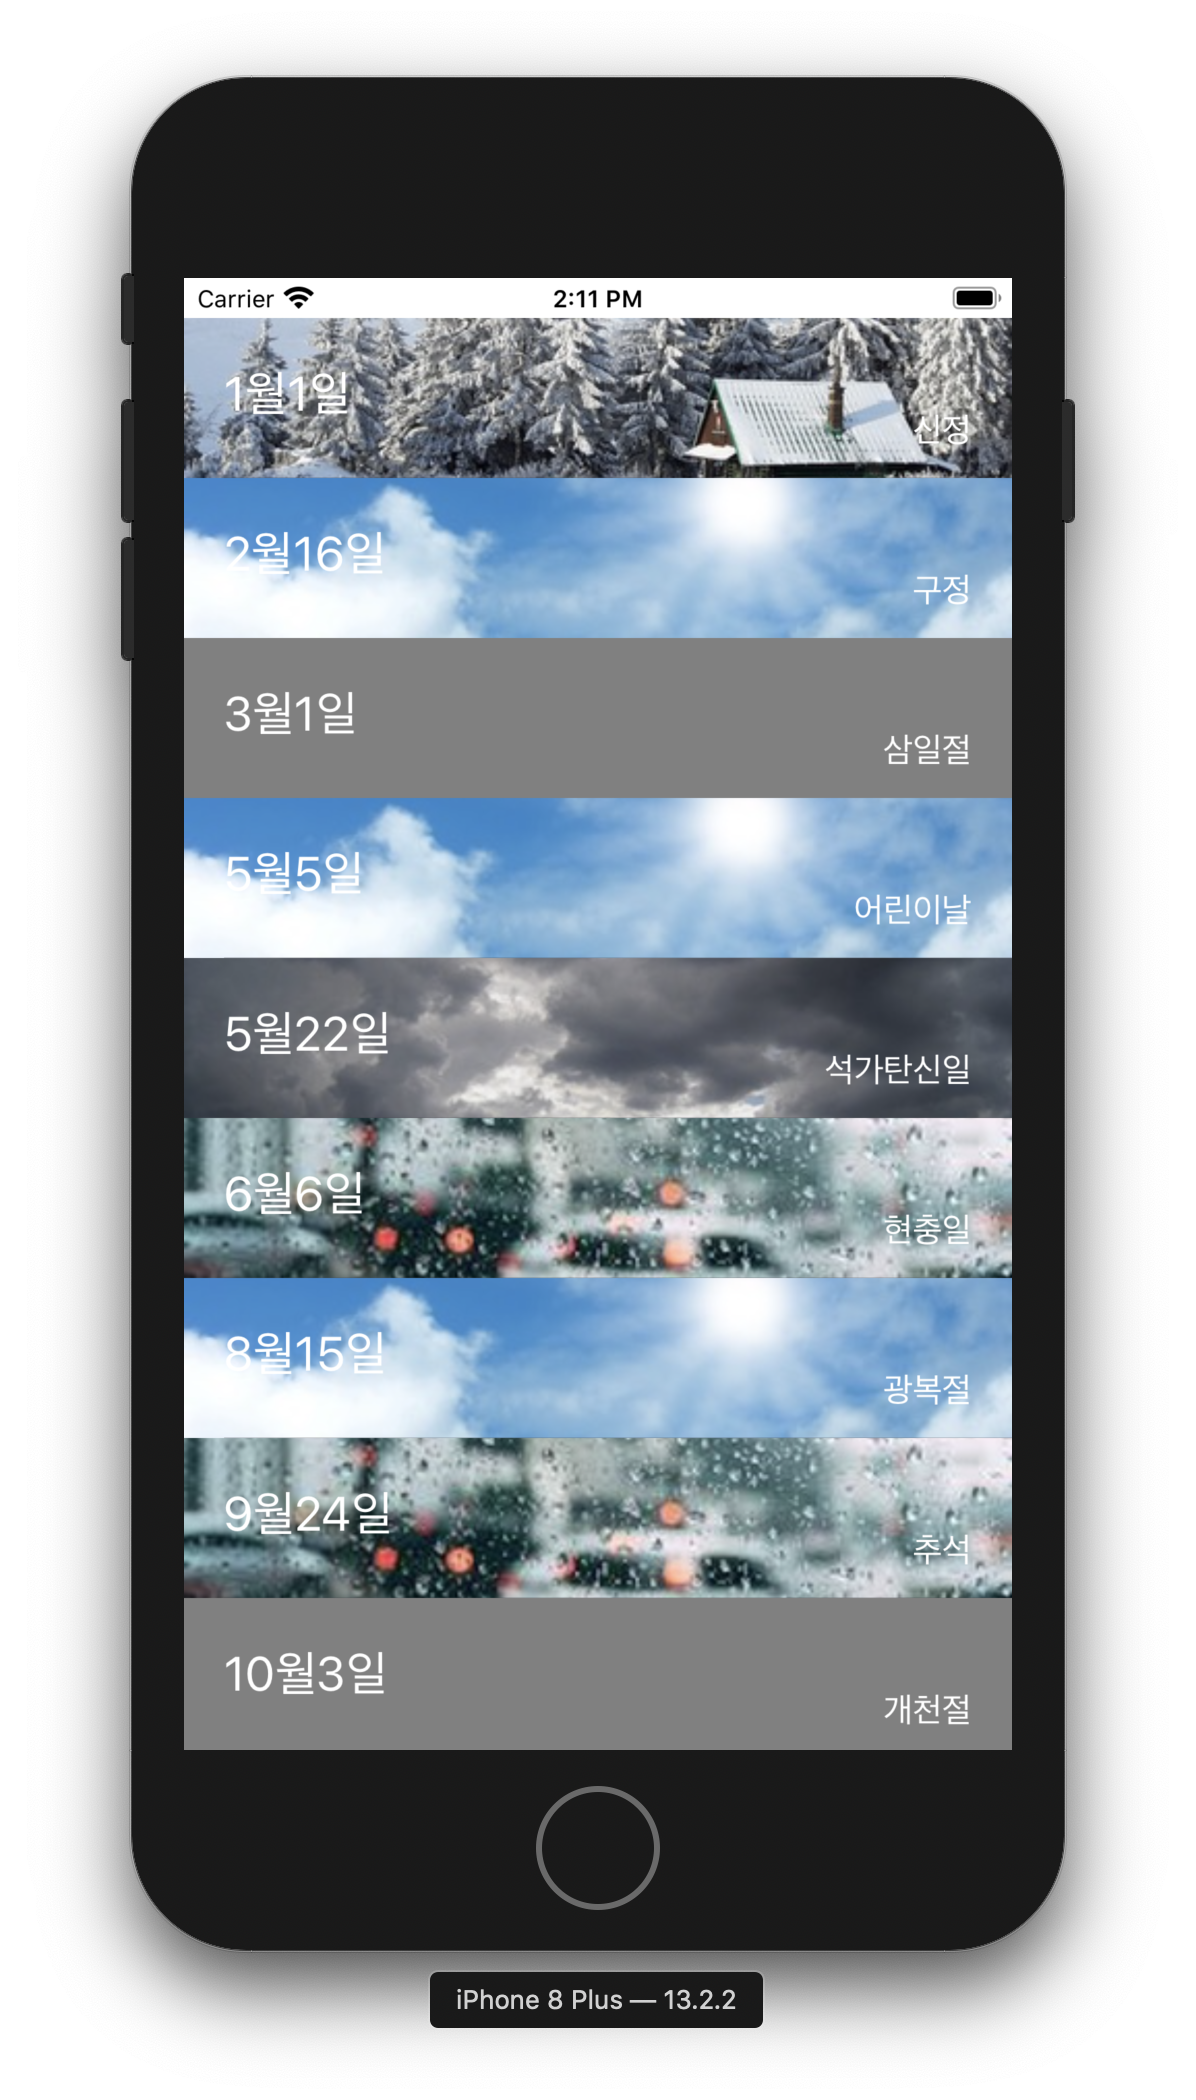 Carrier 2:11 PM
1월1일
신정
2월16일
구정
3월1일
삼일절
5월5일
어린이날
5월22일
석가탄신일
6월6일
현충일
8월15일
광복절
9월24일
추석
10월3일
개천절
iPhone 8 Plus — 13.2.2